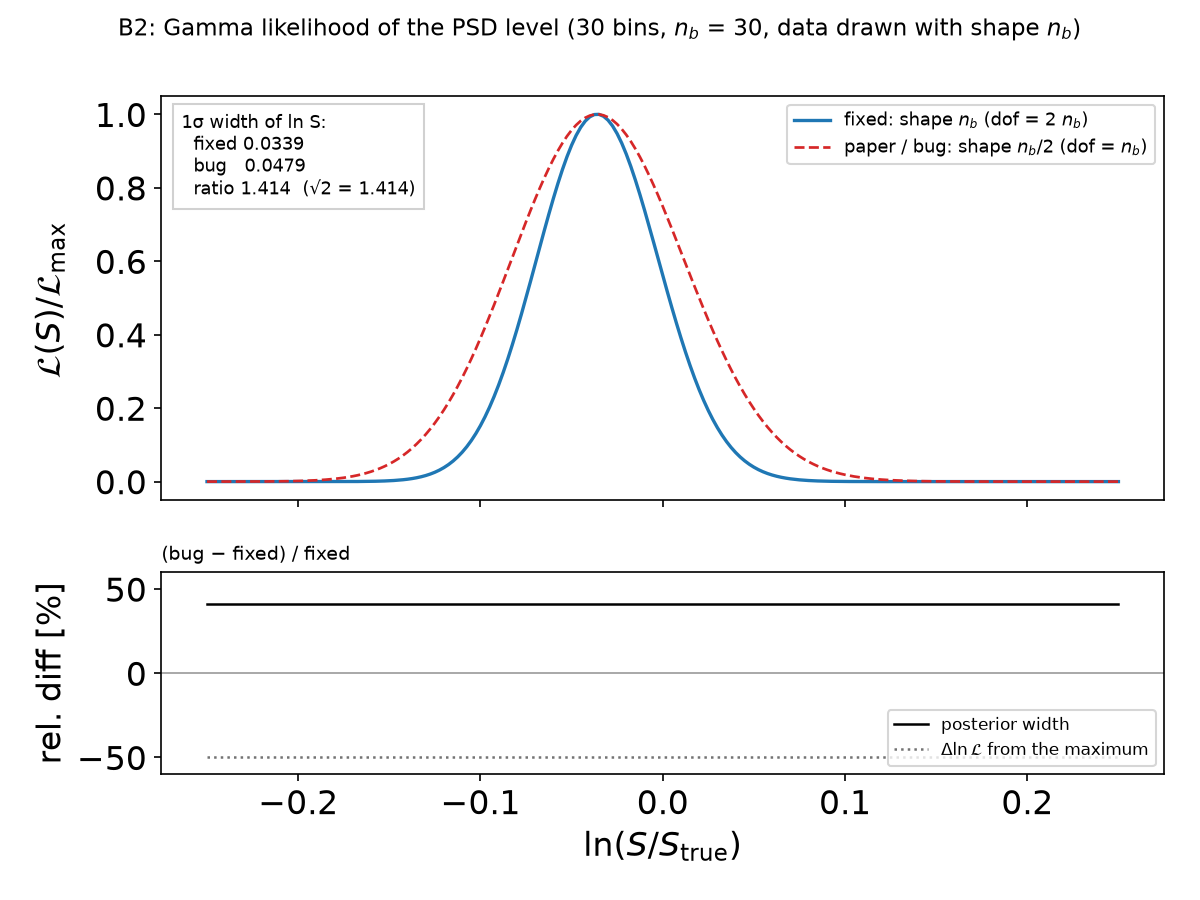 B2: Gamma likelihood of the PSD level (30 bins, n_b = 30, data drawn with shape n_b)
1σ width of ln S:
fixed 0.0339
bug 0.0479
ratio 1.414 (√2 = 1.414)
fixed: shape n_b (dof = 2 n_b)
paper / bug: shape n_b/2 (dof = n_b)
1.0
0.8
0.6
0.4
0.2
0.0
ℒ(S)/ℒ_max
(bug − fixed) / fixed
50
0
−50
rel. diff [%]
posterior width
Δln ℒ from the maximum
−0.2 −0.1 0.0 0.1 0.2
ln(S/S_true)